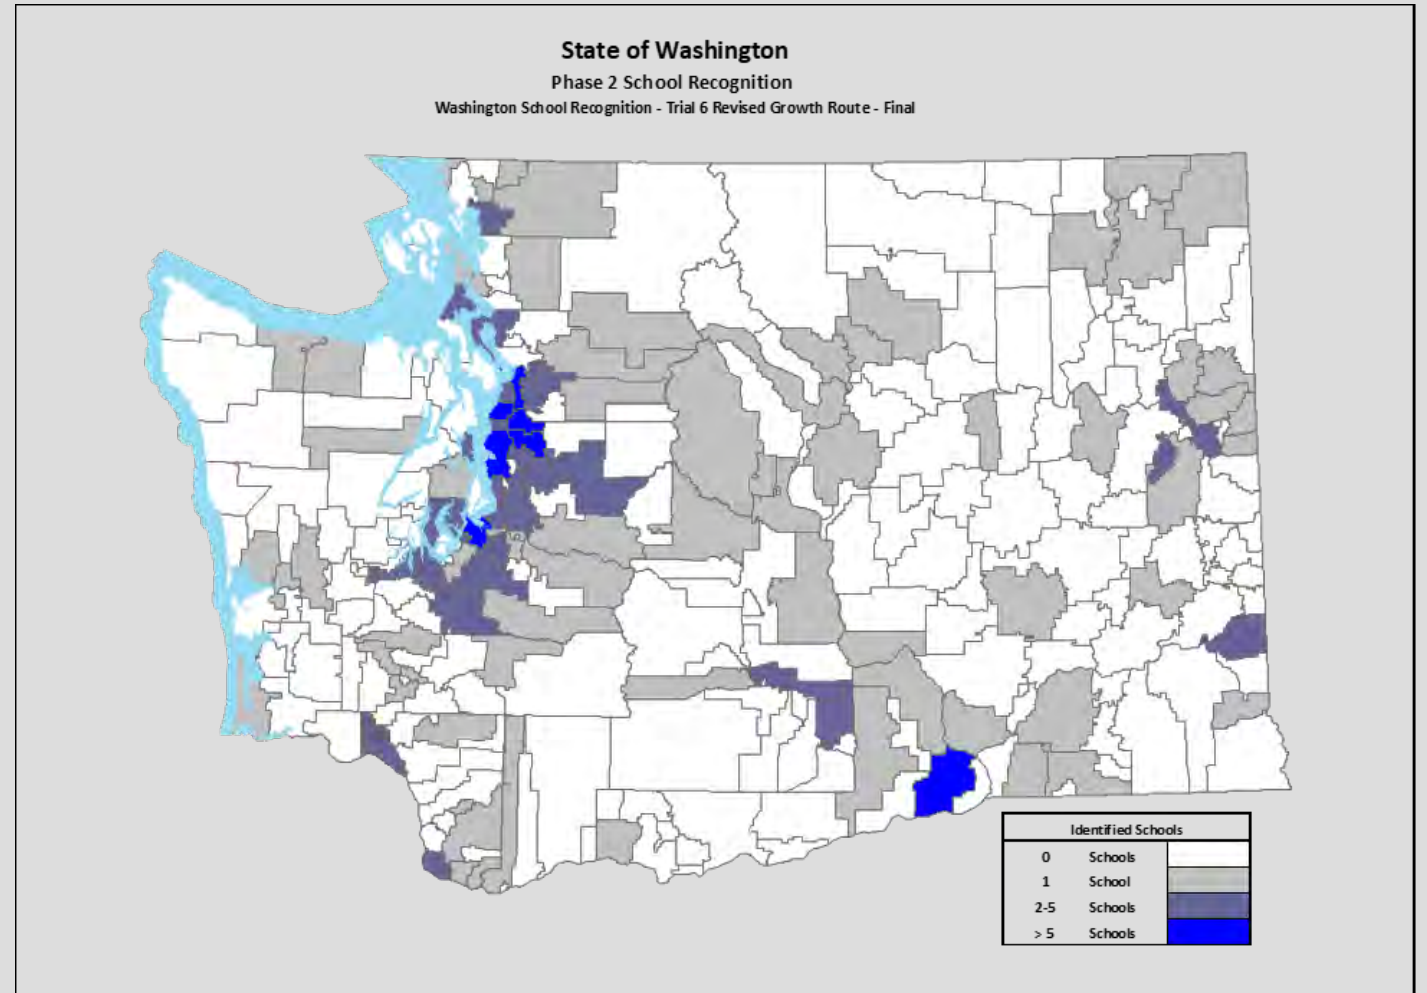 State of Washington
Phase 2 School Recognition
Washington School Recognition - Trial 6 Revised Growth Route - Final
Identified Schools
0 Schools
1 School
2-5 Schools
> 5 Schools